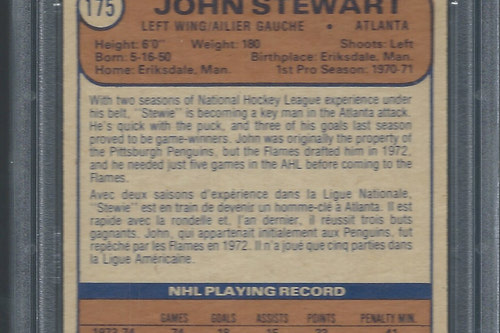 175 JOHN STEWART
LEFT WING/AILIER GAUCHE • ATLANTA
Height: 6'0" Weight: 180 Shoots: Left
Born: 5-16-50 Birthplace: Eriksdale, Man.
Home: Eriksdale, Man. 1st Pro Season: 1970-71
With two seasons of National Hockey League experience under
his belt, "Stewie" is becoming a key man in the Atlanta attack.
He's quick with the puck, and three of his goals last season
proved to be game-winners. John was originally the property of
the Pittsburgh Penguins, but the Flames drafted him in 1972,
and he needed just five games in the AHL before coming to the
Flames.
Avec deux saisons d'expérience dans la Ligue Nationale,
"Stewie" est en train de devenir un homme-clé à Atlanta. Il est
rapide avec la rondelle et, l'an dernier, il réussit trois buts
gagnants. John, qui appartenait initialement aux Penguins, fut
repêché par les Flames en 1972. Il n'a joué que cinq parties dans
la Ligue Américaine.
NHL PLAYING RECORD
GAMES GOALS ASSISTS POINTS PENALTY MIN.
1973-74 74 18 15 33 41